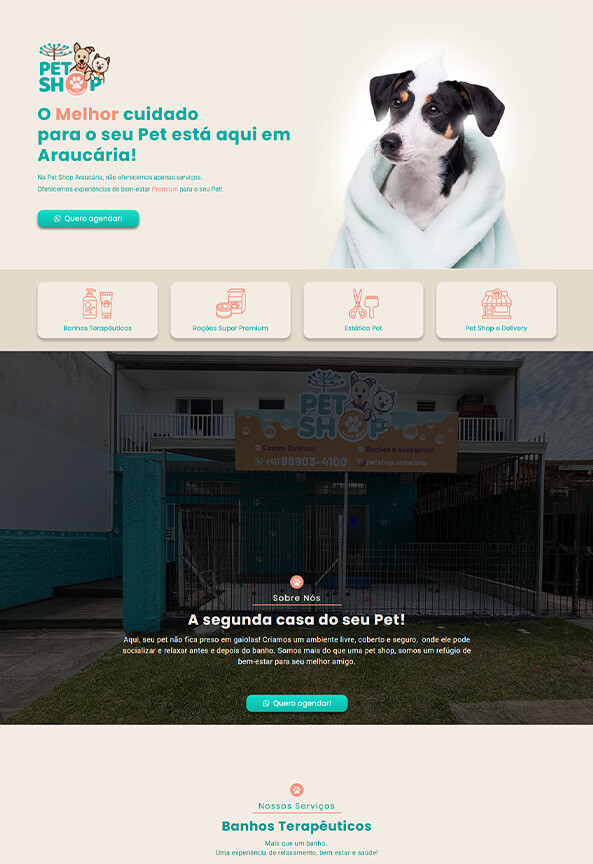 PET
SHOP
O Melhor cuidado
para o seu Pet está aqui em
Araucária!
Na Pet Shop Araucária, não oferecemos apenas serviços.
Oferecemos experiências de bem-estar Premium para o seu Pet!
Quero agendar!
Banhos Terapêuticos
Rações Super Premium
Estética Pet
Pet Shop e Delivery
PET
SHOP
Centro Estético
Rações e acessórios
(41) 98903-4100
petshop.araucaria
Sobre Nós
A segunda casa do seu Pet!
Aqui, seu pet não fica preso em gaiolas! Criamos um ambiente livre, coberto e seguro, onde ele pode
socializar e relaxar antes e depois do banho. Somos mais do que uma pet shop, somos um refúgio de
bem-estar para seu melhor amigo.
Quero agendar!
Nossos Serviços
Banhos Terapêuticos
Mais que um banho.
Uma experiência de relaxamento, bem estar e saúde!